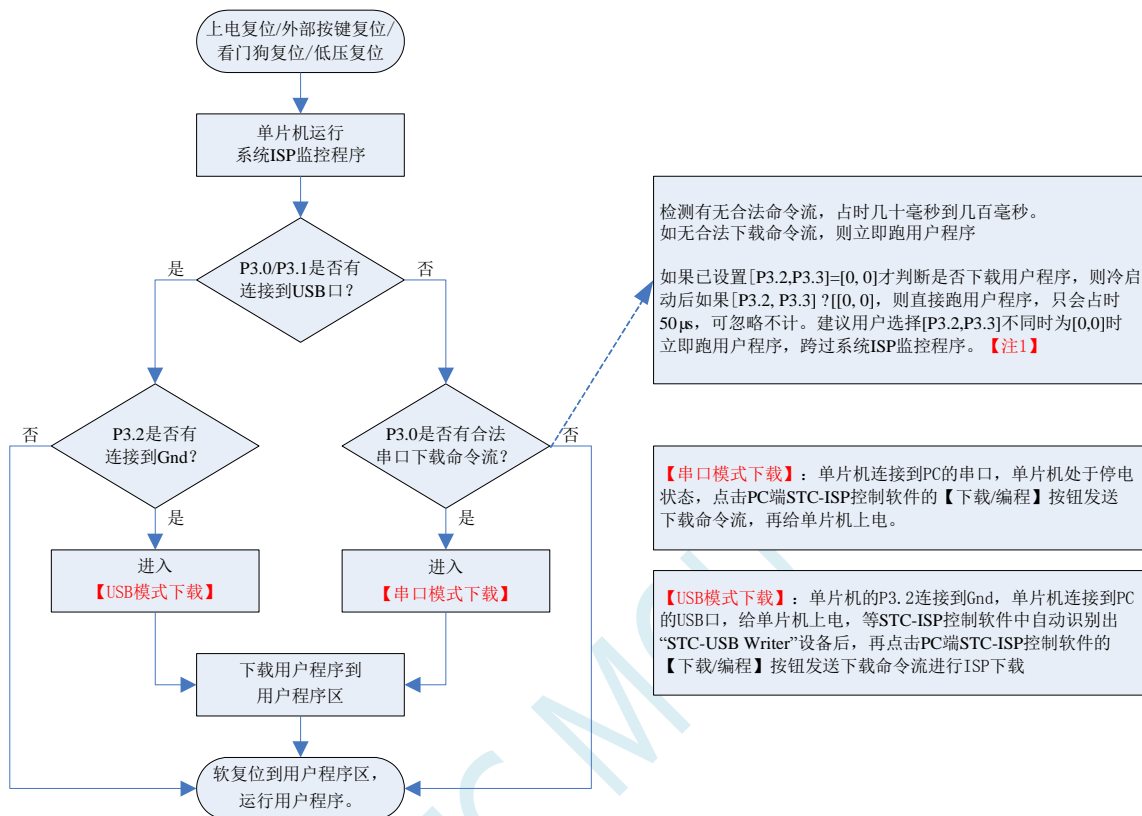 上电复位/外部按键复位/
看门狗复位/低压复位
单片机运行
系统ISP监控程序
P3.0/P3.1是否有
连接到USB口？
是
否
P3.2是否有
连接到Gnd？
否
是
P3.0是否有合法
串口下载命令流？
否
是
进入
【USB模式下载】
进入
【串口模式下载】
下载用户程序到
用户程序区
软复位到用户程序区，
运行用户程序。
检测有无合法命令流，占时几十毫秒到几百毫秒。
如无合法下载命令流，则立即跑用户程序
如果已设置[P3.2,P3.3]=[0, 0]才判断是否下载用户程序，则冷启
动后如果[P3.2, P3.3] ?[[0, 0]，则直接跑用户程序，只会占时
50μs，可忽略不计。建议用户选择[P3.2,P3.3]不同时为[0,0]时
立即跑用户程序，跨过系统ISP监控程序。【注1】
【串口模式下载】：单片机连接到PC的串口，单片机处于停电
状态，点击PC端STC-ISP控制软件的【下载/编程】按钮发送
下载命令流，再给单片机上电。
【USB模式下载】：单片机的P3.2连接到Gnd，单片机连接到PC
的USB口，给单片机上电，等STC-ISP控制软件中自动识别出
“STC-USB Writer”设备后，再点击PC端STC-ISP控制软件的
【下载/编程】按钮发送下载命令流进行ISP下载